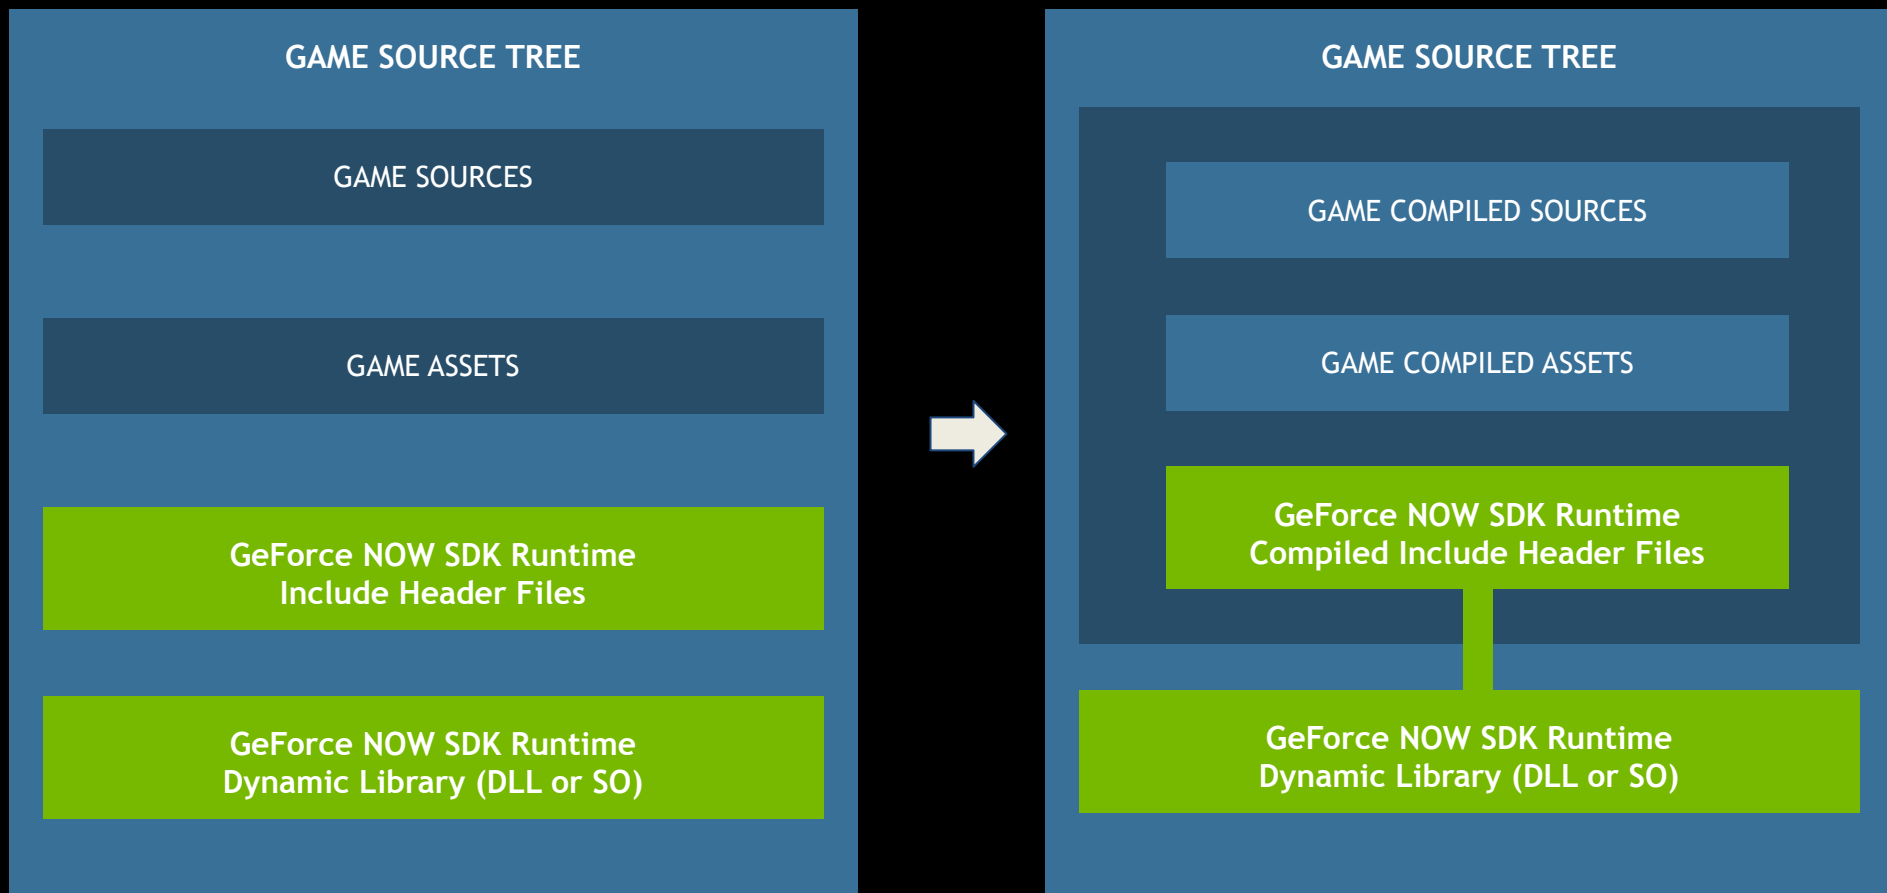 GAME SOURCE TREE
GAME SOURCES
GAME ASSETS
GeForce NOW SDK Runtime
Include Header Files
GeForce NOW SDK Runtime
Dynamic Library (DLL or SO)
GAME SOURCE TREE
GAME COMPILED SOURCES
GAME COMPILED ASSETS
GeForce NOW SDK Runtime
Compiled Include Header Files
GeForce NOW SDK Runtime
Dynamic Library (DLL or SO)